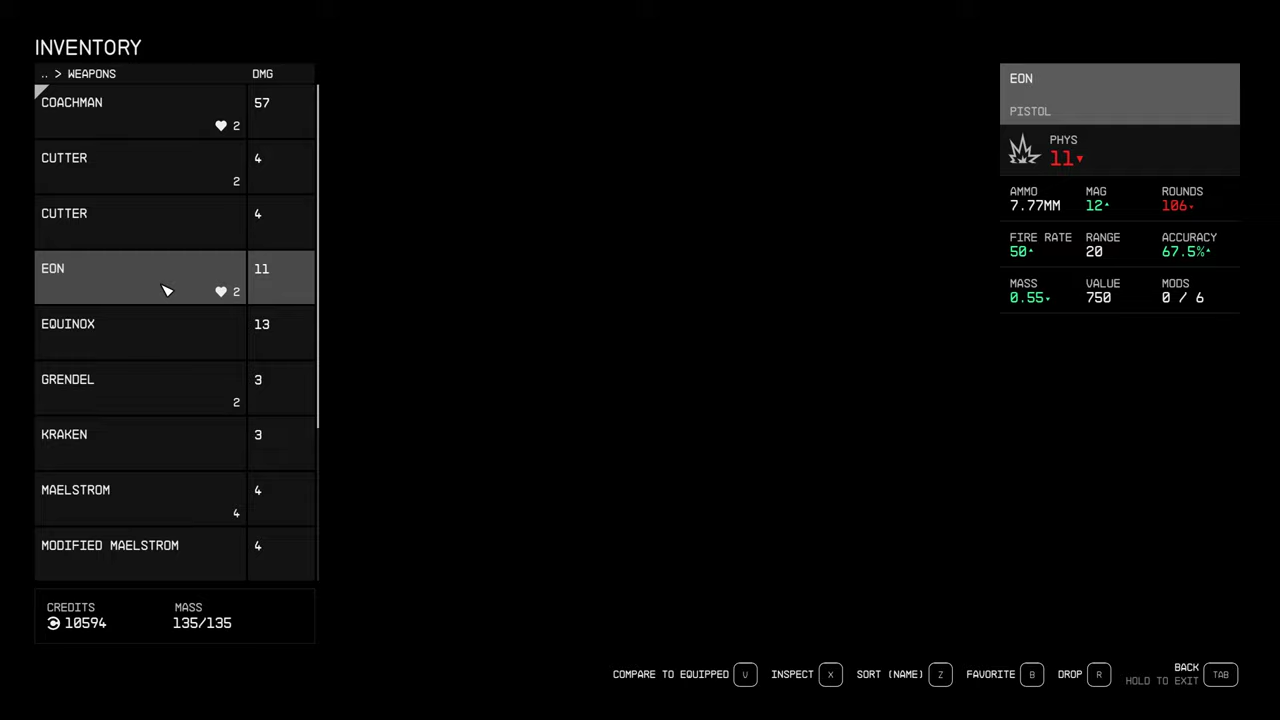 INVENTORY
.. > WEAPONS DMG
COACHMAN 57
2
CUTTER 4
2
CUTTER 4
EON 11
2
EQUINOX 13
GRENDEL 3
2
KRAKEN 3
MAELSTROM 4
4
MODIFIED MAELSTROM 4
CREDITS MASS
10594 135/135
EON
PISTOL
PHYS
11
AMMO MAG ROUNDS
7.77MM 12 106
FIRE RATE RANGE ACCURACY
50 20 67.5%
MASS VALUE MODS
0.55 750 0 / 6
COMPARE TO EQUIPPED V INSPECT X SORT (NAME) Z FAVORITE B DROP R BACK TAB
HOLD TO EXIT